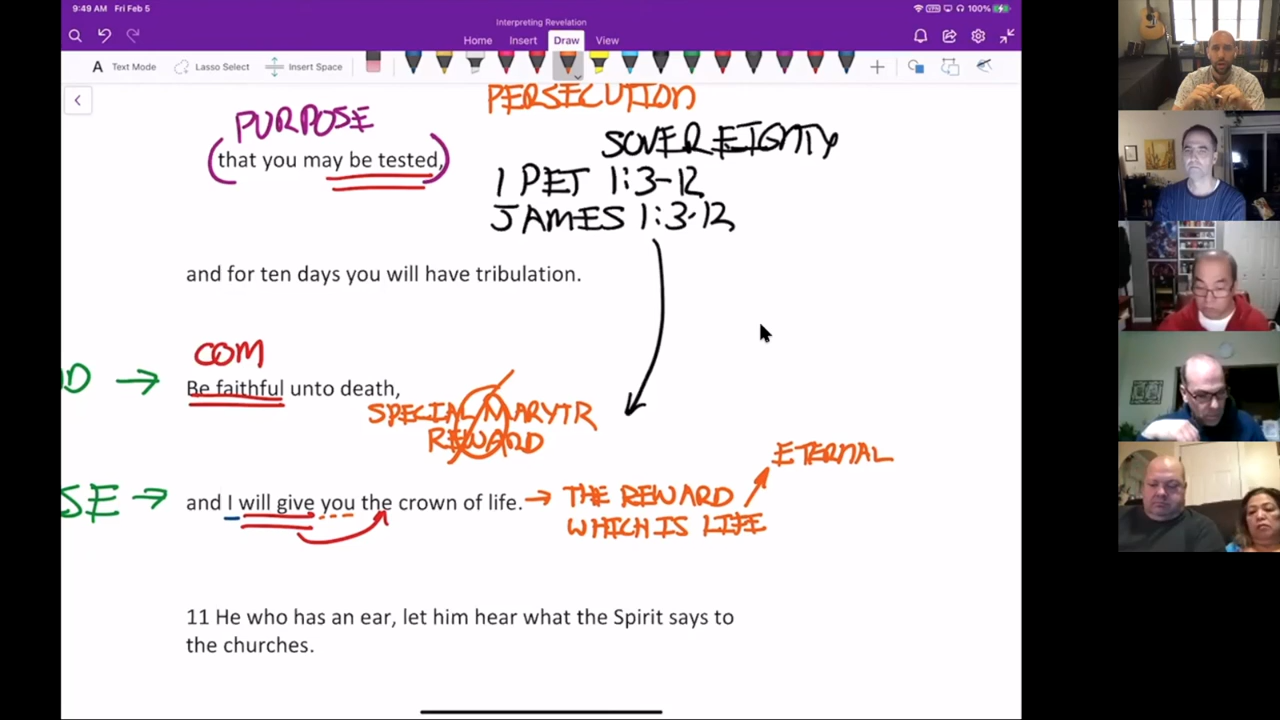 9:49 AM Fri Feb 5
100%
Interpreting Revelation
Home Insert Draw View
A Text Mode Lasso Select Insert Space
PERSECUTION
PURPOSE
SOVEREIGNTY
(that you may be tested,)
1 PET 1:3-12
JAMES 1:3-12
and for ten days you will have tribulation.
COM
D → Be faithful unto death,
SPECIAL MARYTR
REWARD
ETERNAL
SE → and I will give you the crown of life. → THE REWARD
WHICH IS LIFE
11 He who has an ear, let him hear what the Spirit says to
the churches.